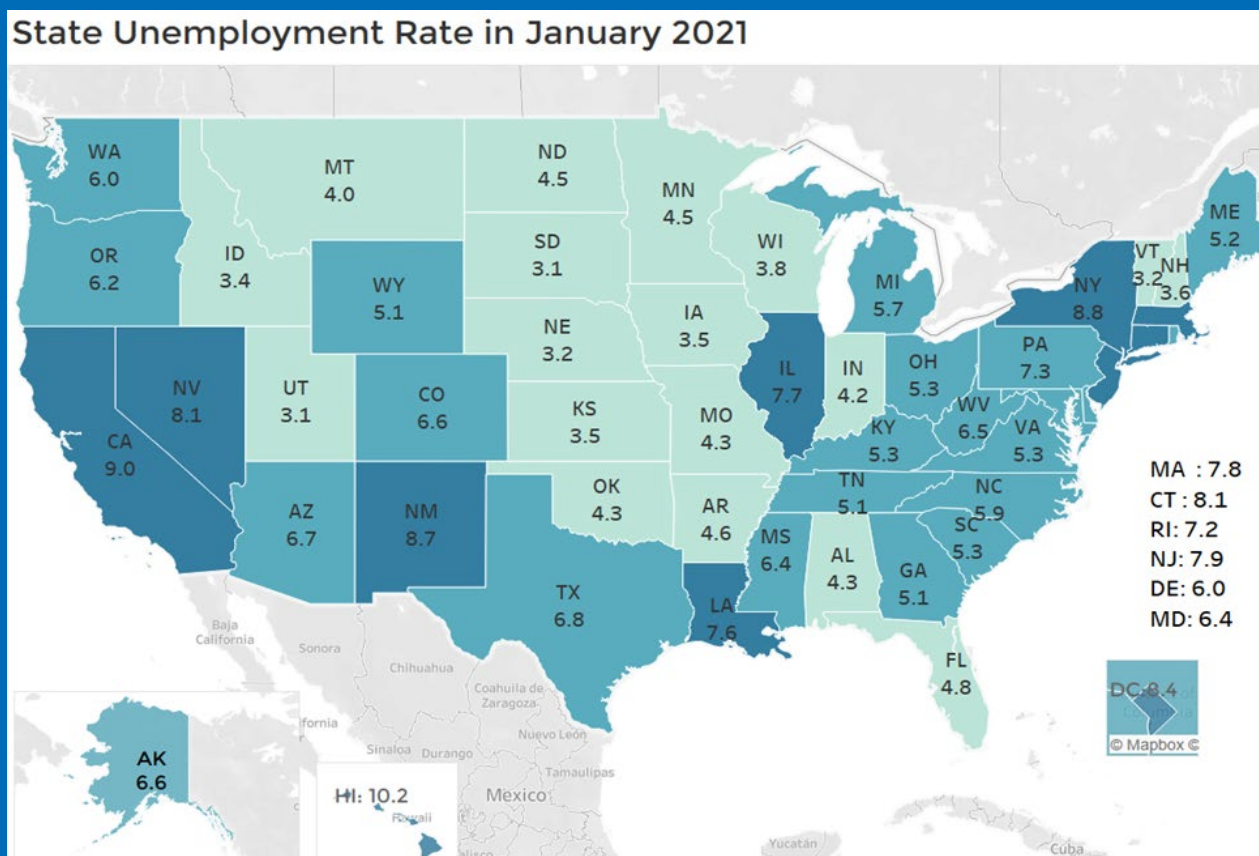 State Unemployment Rate in January 2021
WA
6.0
MT
4.0
ND
4.5
MN
4.5
ME
5.2
OR
6.2
ID
3.4
SD
3.1
WI
3.8
VT
3.2
NH
3.6
WY
5.1
MI
5.7
NY
8.8
NE
3.2
IA
3.5
NV
8.1
UT
3.1
CO
6.6
IL
7.7
IN
4.2
OH
5.3
PA
7.3
CA
9.0
KS
3.5
MO
4.3
KY
5.3
WV
6.5
VA
5.3
MA : 7.8
CT : 8.1
RI: 7.2
NJ: 7.9
DE: 6.0
MD: 6.4
AZ
6.7
NM
8.7
OK
4.3
AR
4.6
TN
5.1
NC
5.9
SC
5.3
MS
6.4
AL
4.3
GA
5.1
TX
6.8
LA
7.6
FL
4.8
Baja
California
Sonora
Chihuahua
Coahuila de
Zaragoza
Nuevo León
Sinaloa
Durango
Tamaulipas
Mexico
Yucatán
Cuba
DC:8.4
© Mapbox ©
AK
6.6
HI: 10.2